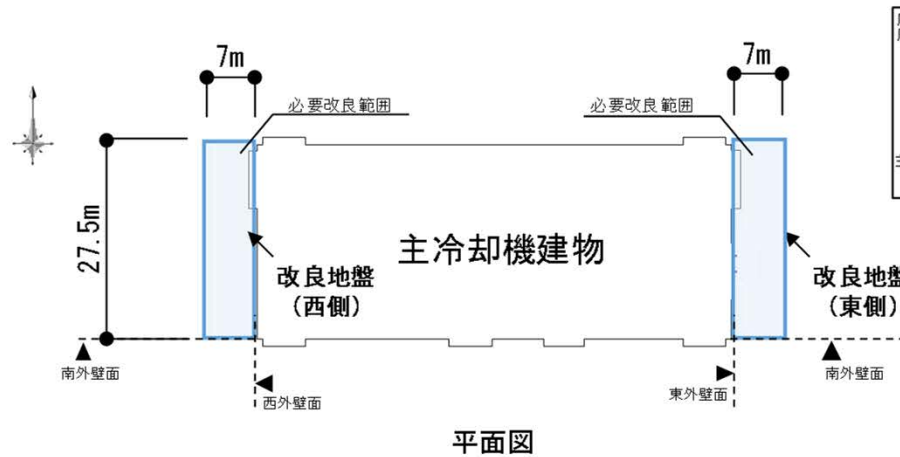 7m
7m
必要改良範囲
必要改良範囲
27.5m
主冷却機建物
改良地盤
（西側）
改良地盤
（東側）
南外壁面
西外壁面
東外壁面
南外壁面
平面図